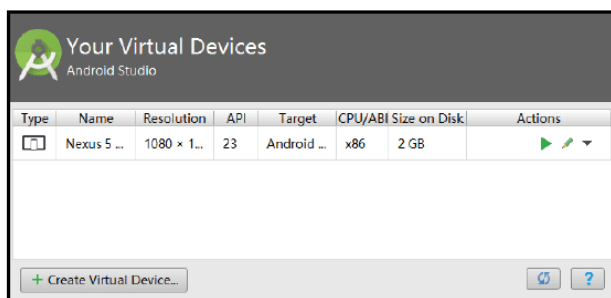 Your Virtual Devices
Android Studio
Type Name Resolution API Target CPU/ABI Size on Disk Actions
Nexus 5 ... 1080 × 1... 23 Android ... x86 2 GB
+ Create Virtual Device...
?